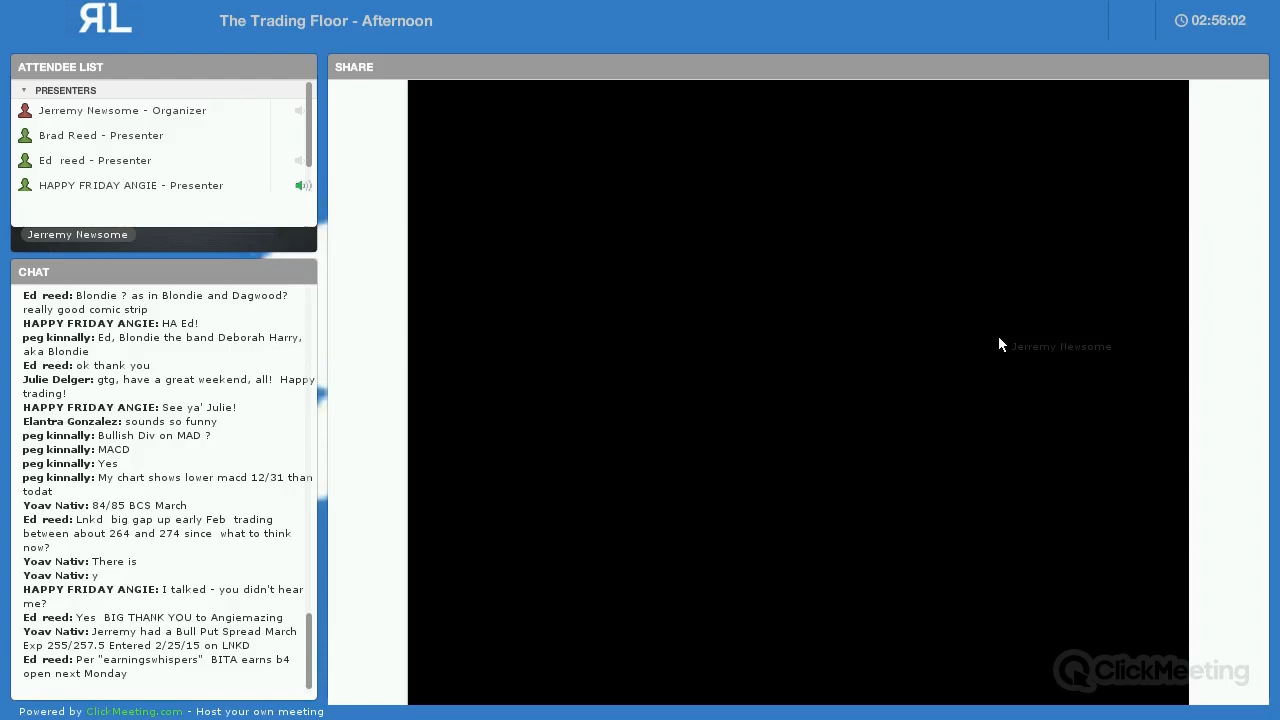 RL
The Trading Floor - Afternoon
02:56:02
ATTENDEE LIST
PRESENTERS
Jerremy Newsome - Organizer
Brad Reed - Presenter
Ed reed - Presenter
HAPPY FRIDAY ANGIE - Presenter
Jerremy Newsome
CHAT
Ed reed: Blondie ? as in Blondie and Dagwood?
really good comic strip
HAPPY FRIDAY ANGIE: HA Ed!
peg kinnally: Ed, Blondie the band Deborah Harry,
aka Blondie
Ed reed: ok thank you
Julie Delger: gtg, have a great weekend, all! Happy
trading!
HAPPY FRIDAY ANGIE: See ya' Julie!
Elantra Gonzalez: sounds so funny
peg kinnally: Bullish Div on MAD ?
peg kinnally: MACD
peg kinnally: Yes
peg kinnally: My chart shows lower macd 12/31 than
todat
Yoav Nativ: 84/85 BCS March
Ed reed: Lnkd big gap up early Feb trading
between about 264 and 274 since what to think
now?
Yoav Nativ: There is
Yoav Nativ: y
HAPPY FRIDAY ANGIE: I talked - you didn't hear
me?
Ed reed: Yes BIG THANK YOU to Angiemazing
Yoav Nativ: Jerremy had a Bull Put Spread March
Exp 255/257.5 Entered 2/25/15 on LNKD
Ed reed: Per "earningswhispers" BITA earns b4
open next Monday
Powered by ClickMeeting.com - Host your own meeting
SHARE
Jerremy Newsome
ClickMeeting